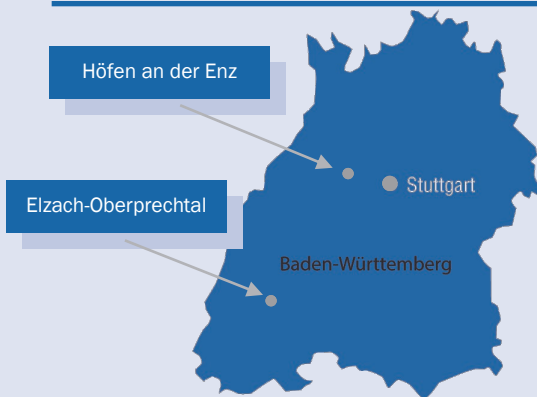 Höfen an der Enz
Stuttgart
Elzach-Oberprechtal
Baden-Württemberg